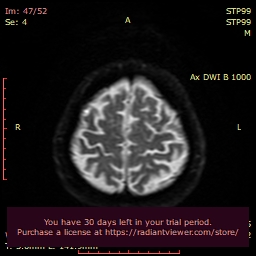 Im: 47/52
Se: 4
A
STP99
STP99
M
Ax DWI B 1000
R
L
You have 30 days left in your trial period.
Purchase a license at https://radiantviewer.com/store/